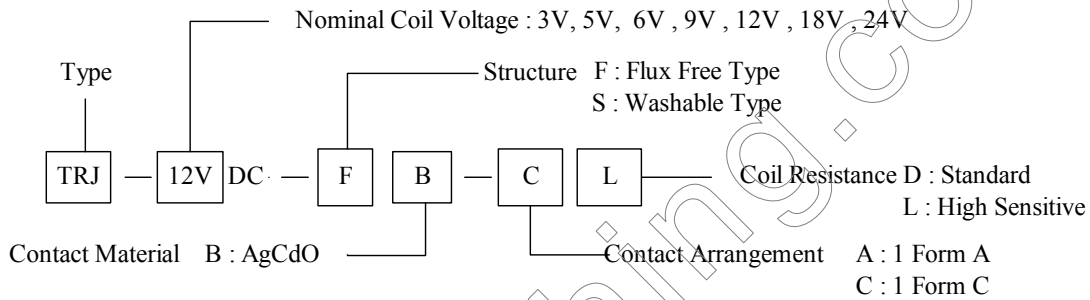 Nominal Coil Voltage : 3V, 5V, 6V , 9V , 12V , 18V , 24V
Type
Structure F : Flux Free Type
S : Washable Type
TRJ — 12V DC - — F B — C L
Coil Resistance D : Standard
L : High Sensitive
Contact Material B : AgCdO
Contact Arrangement A : 1 Form A
C : 1 Form C